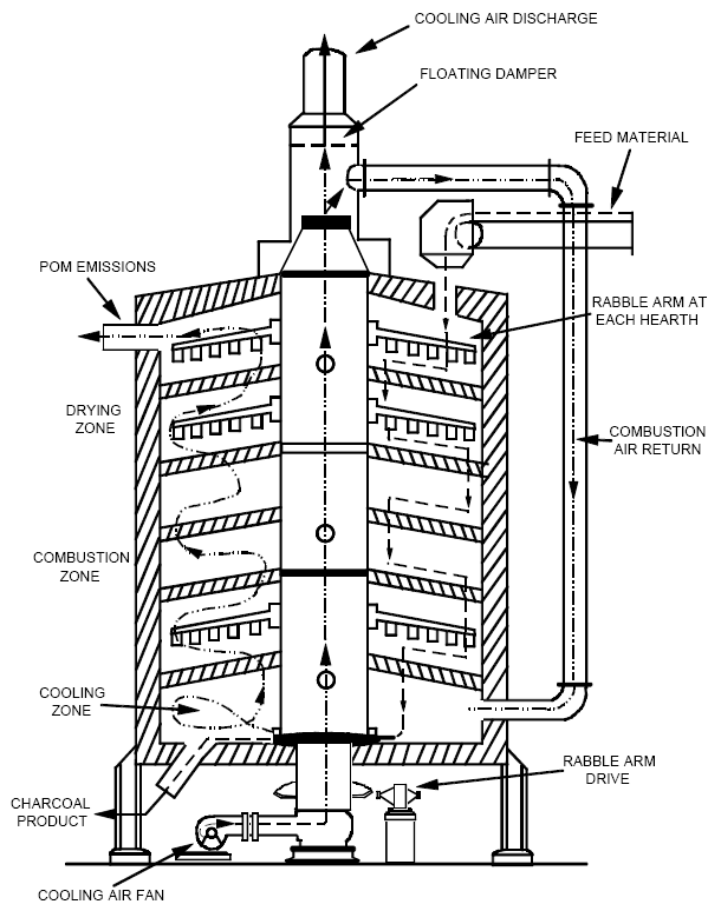 COOLING AIR DISCHARGE
FLOATING DAMPER
FEED MATERIAL
POM EMISSIONS
RABBLE ARM AT
EACH HEARTH
DRYING
ZONE
COMBUSTION
AIR RETURN
COMBUSTION
ZONE
COOLING
ZONE
RABBLE ARM
DRIVE
CHARCOAL
PRODUCT
COOLING AIR FAN